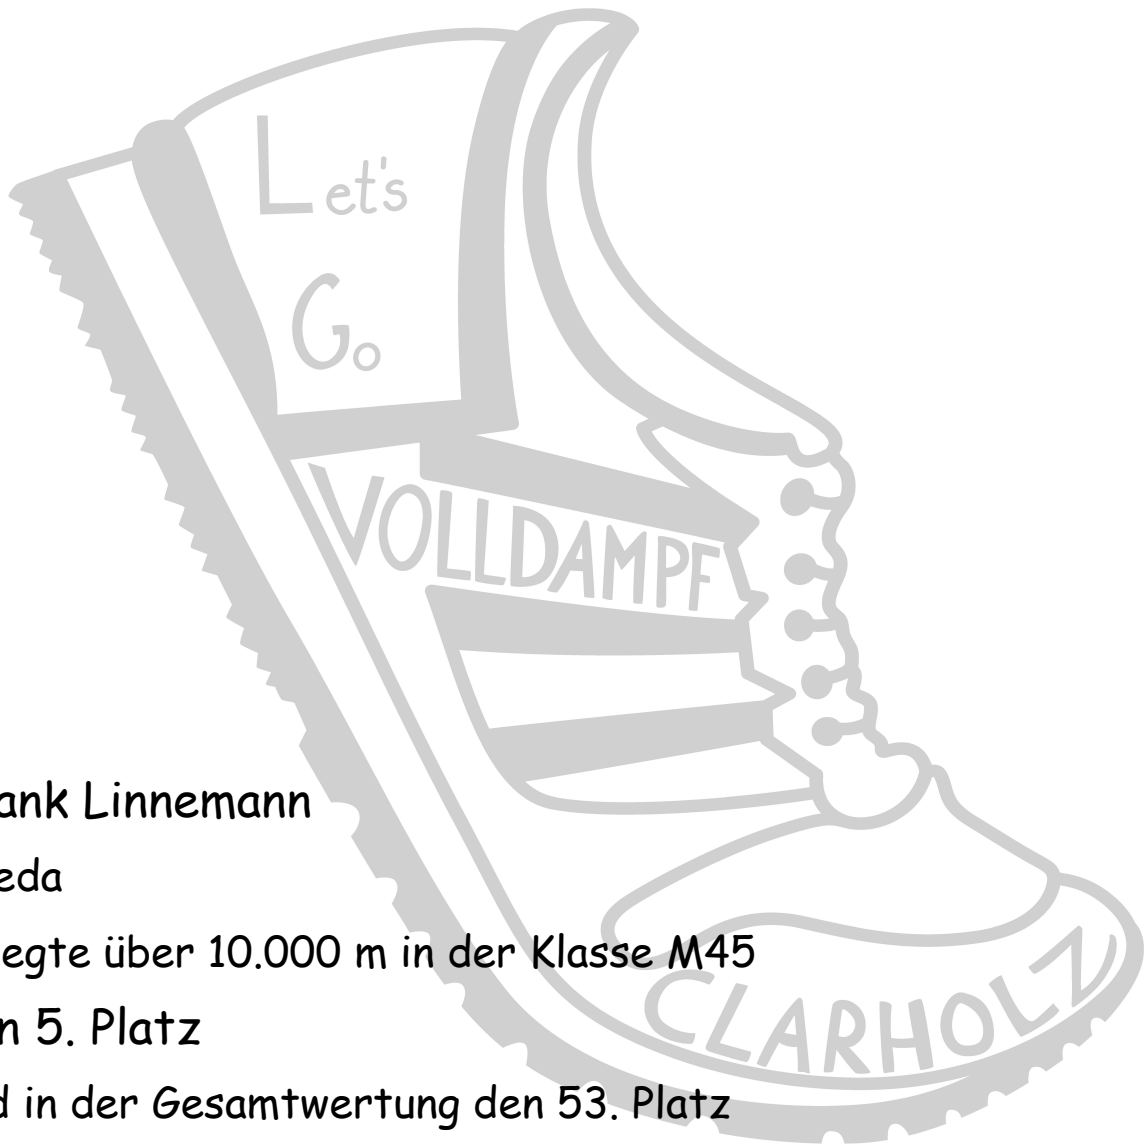 Let's
Go
VOLLDAMPF
ank Linnemann
eda
egte über 10.000 m in der Klasse M45
n 5. Platz
d in der Gesamtwertung den 53. Platz
CLARHOLZ